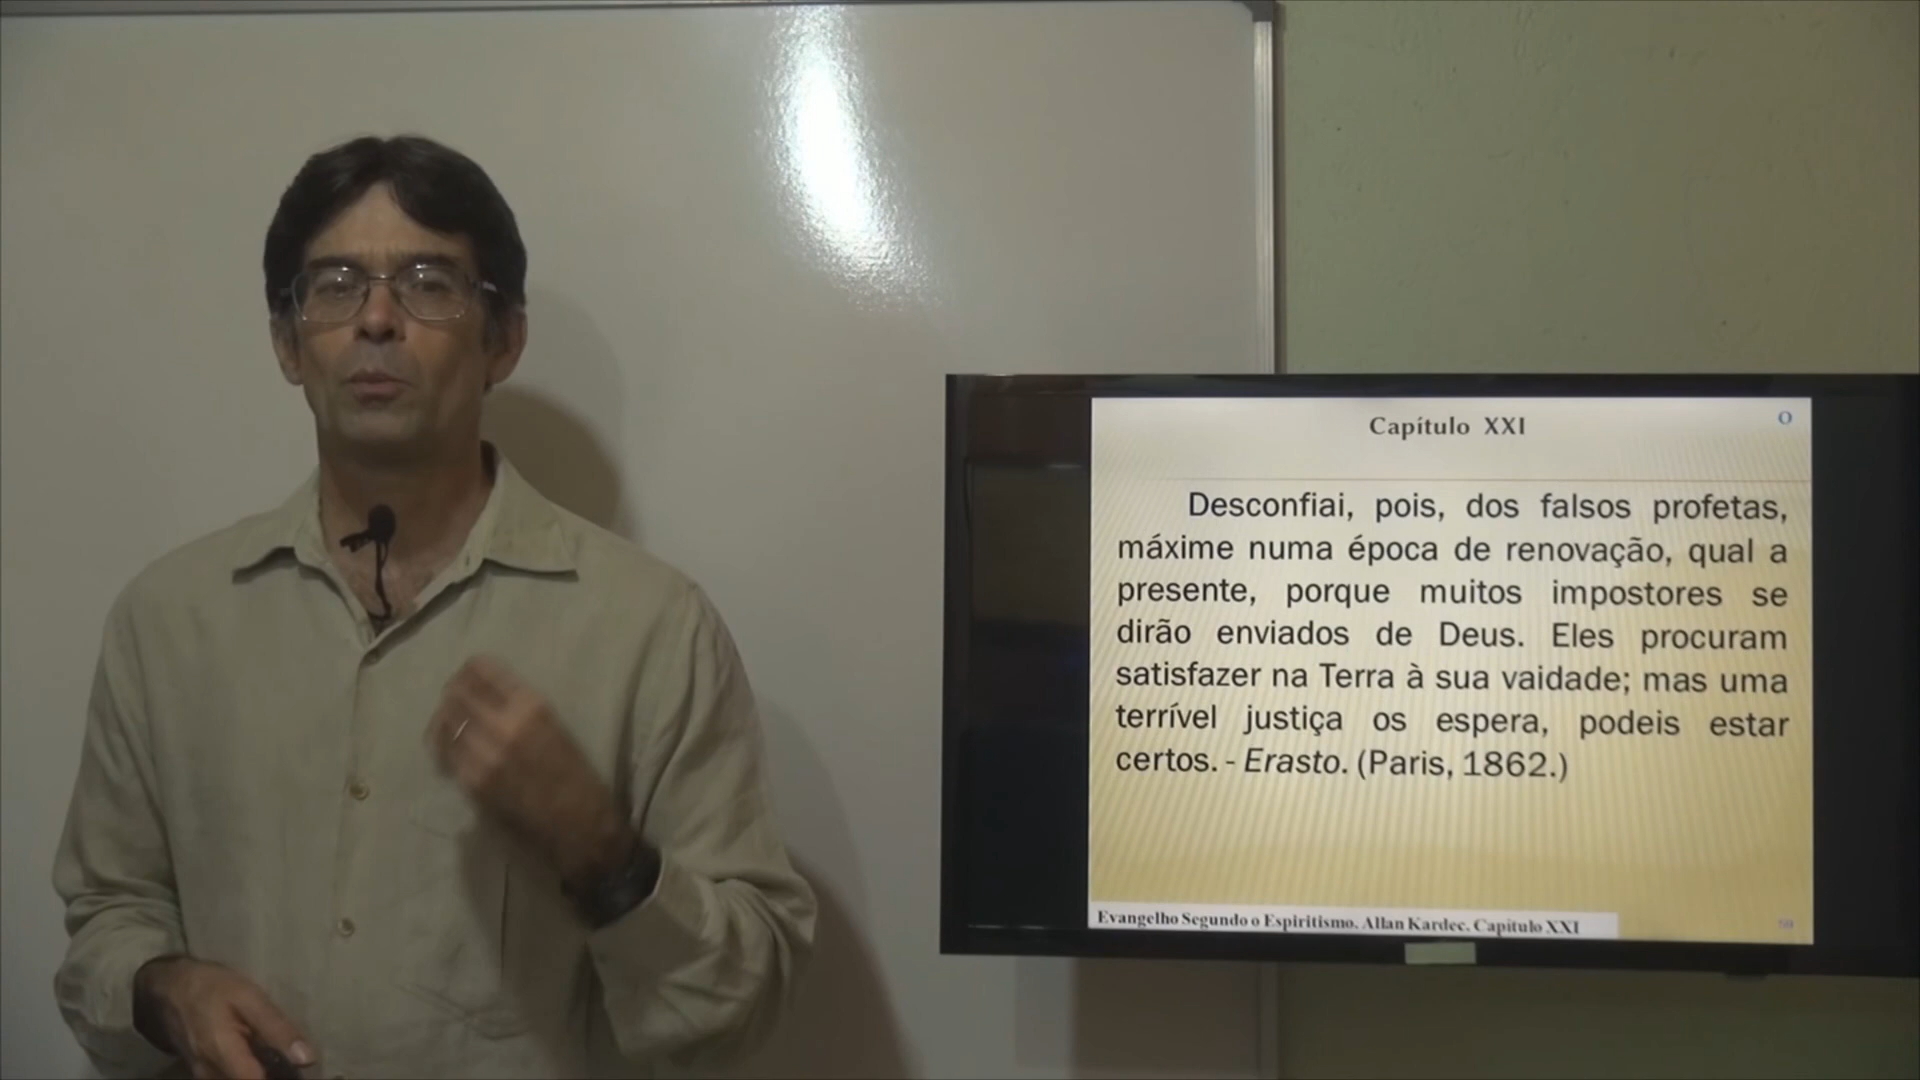 Capítulo XXI
O
Desconfiai, pois, dos falsos profetas,
máxime numa época de renovação, qual a
presente, porque muitos impostores se
dirão enviados de Deus. Eles procuram
satisfazer na Terra à sua vaidade; mas uma
terrível justiça os espera, podeis estar
certos. - Erasto. (Paris, 1862.)
Evangelho Segundo o Espiritismo. Allan Kardec. Capítulo XXI